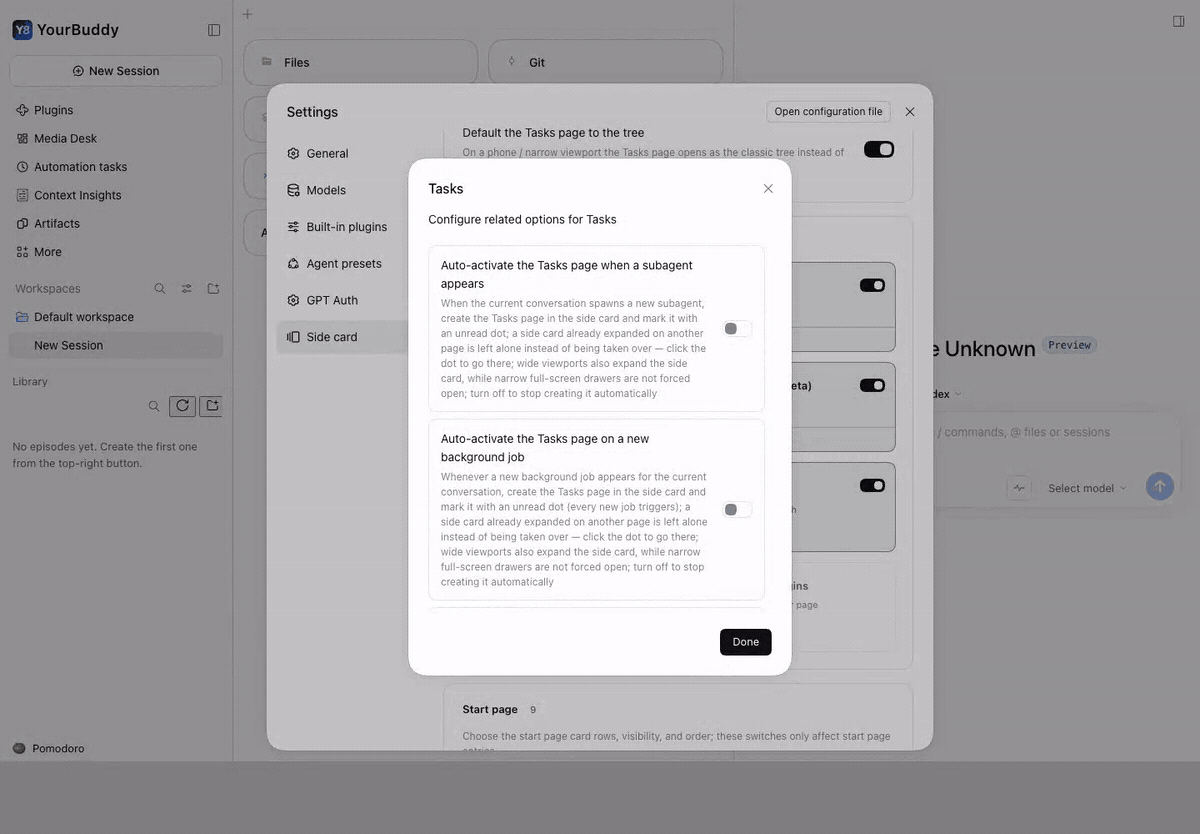 YourBuddy
New Session
Plugins
Media Desk
Automation tasks
Context Insights
Artifacts
More
Workspaces
Default workspace
New Session
Library
No episodes yet. Create the first one
from the top-right button.
Pomodoro
Files
Git
Settings
Open configuration file
General
Models
Built-in plugins
Agent presets
GPT Auth
Side card
Default the Tasks page to the tree
On a phone / narrow viewport the Tasks page opens as the classic tree instead of
Tasks
Configure related options for Tasks
Auto-activate the Tasks page when a subagent
appears
When the current conversation spawns a new subagent,
create the Tasks page in the side card and mark it with
an unread dot; a side card already expanded on another
page is left alone instead of being taken over — click the
dot to go there; wide viewports also expand the side
card, while narrow full-screen drawers are not forced
open; turn off to stop creating it automatically
Auto-activate the Tasks page on a new
background job
Whenever a new background job appears for the current
conversation, create the Tasks page in the side card and
mark it with an unread dot (every new job triggers); a
side card already expanded on another page is left alone
instead of being taken over — click the dot to go there;
wide viewports also expand the side card, while narrow
full-screen drawers are not forced open; turn off to stop
creating it automatically
Done
eta)
h
gins
r page
Start page 9
Choose the start page card rows, visibility, and order; these switches only affect start page
e Unknown Preview
dex
/ commands, @ files or sessions
Select model